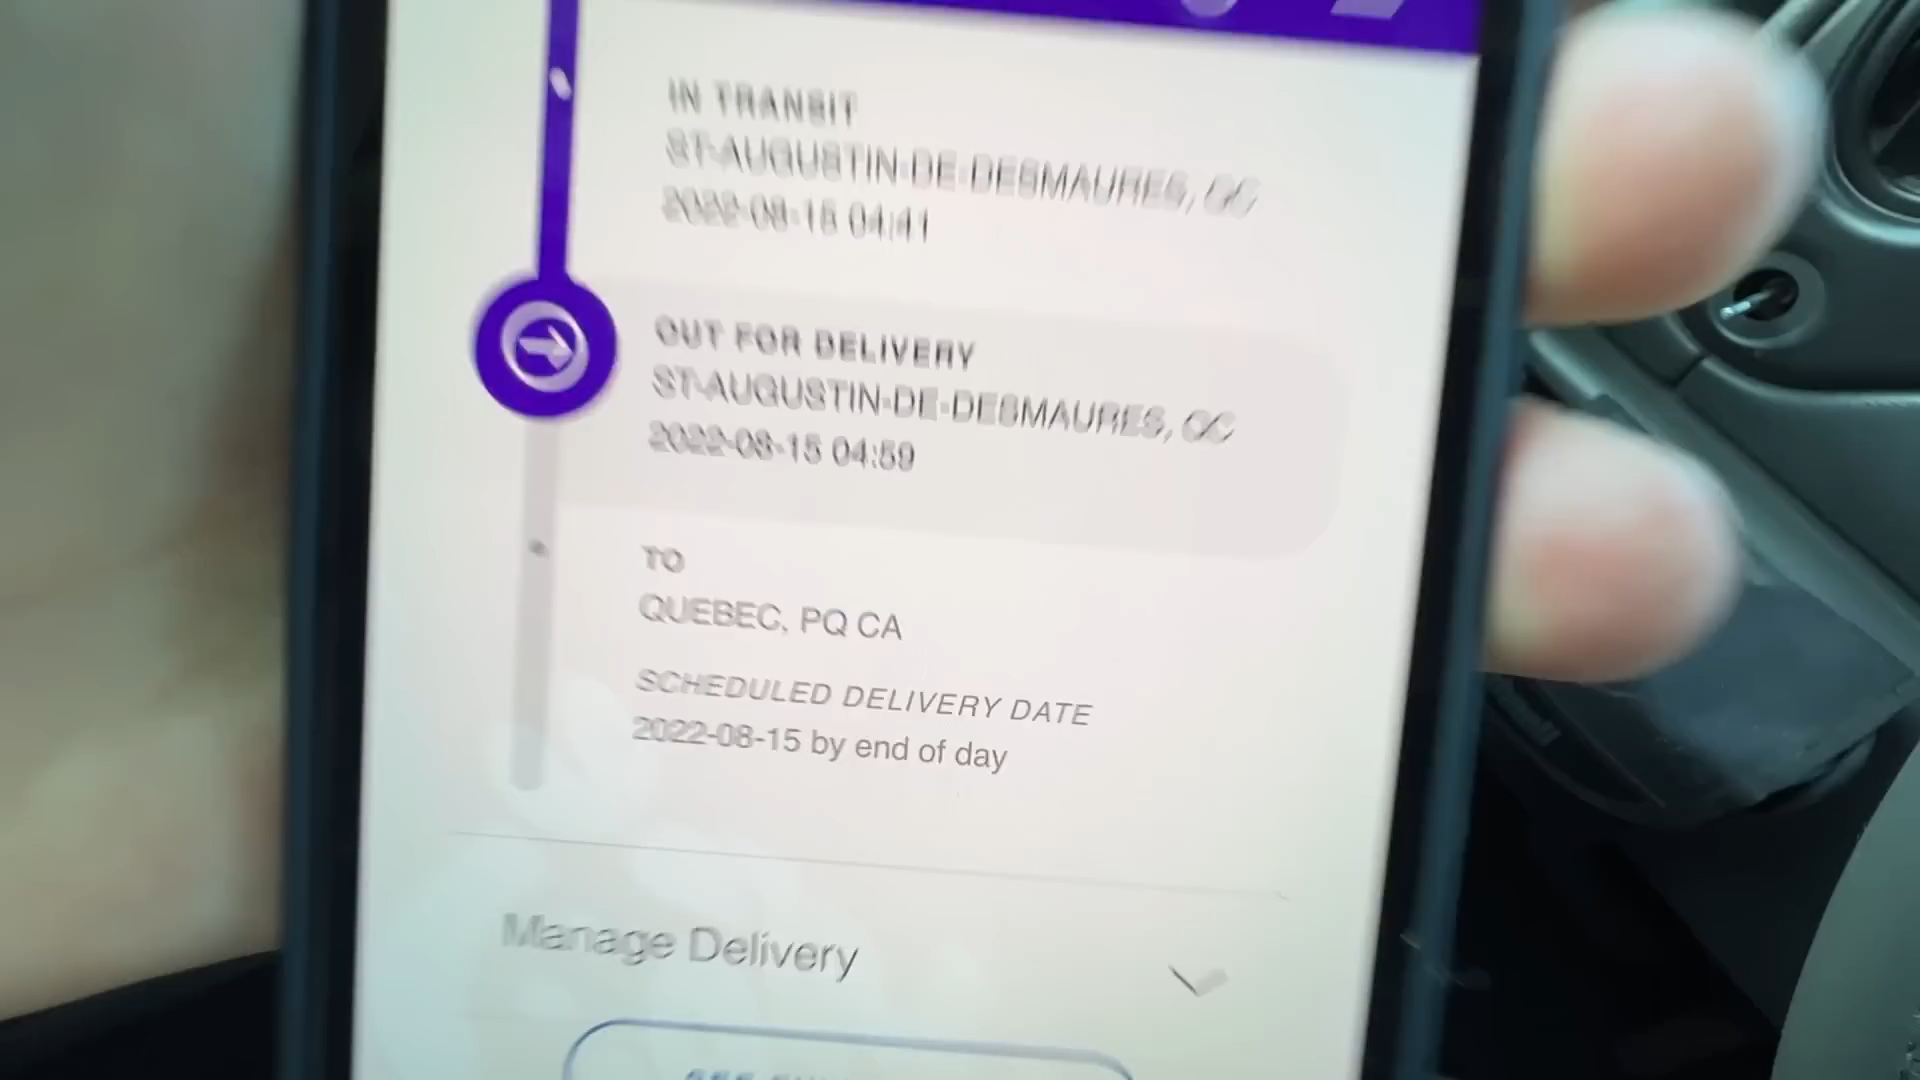 IN TRANSIT
ST-AUGUSTIN-DE-DESMAURES, QC
2022-08-15 04:41
OUT FOR DELIVERY
ST-AUGUSTIN-DE-DESMAURES, QC
2022-08-15 04:59
TO
QUEBEC, PQ CA
SCHEDULED DELIVERY DATE
2022-08-15 by end of day
Manage Delivery